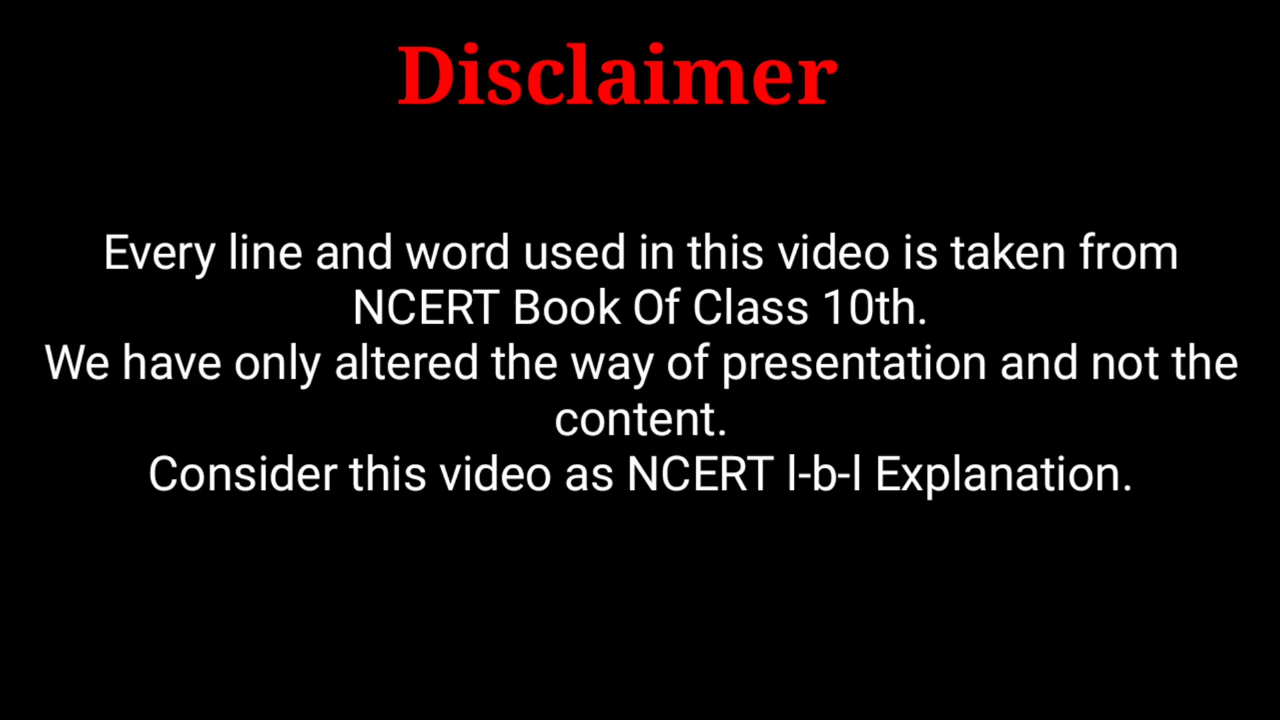 Disclaimer
Every line and word used in this video is taken from
NCERT Book Of Class 10th.
We have only altered the way of presentation and not the
content.
Consider this video as NCERT l-b-l Explanation.